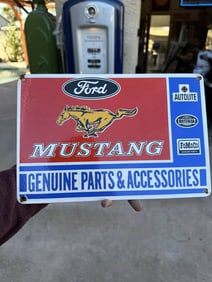 Ford
MUSTANG
AUTOLITE
FoMoCo
GENUINE PARTS & ACCESSORIES